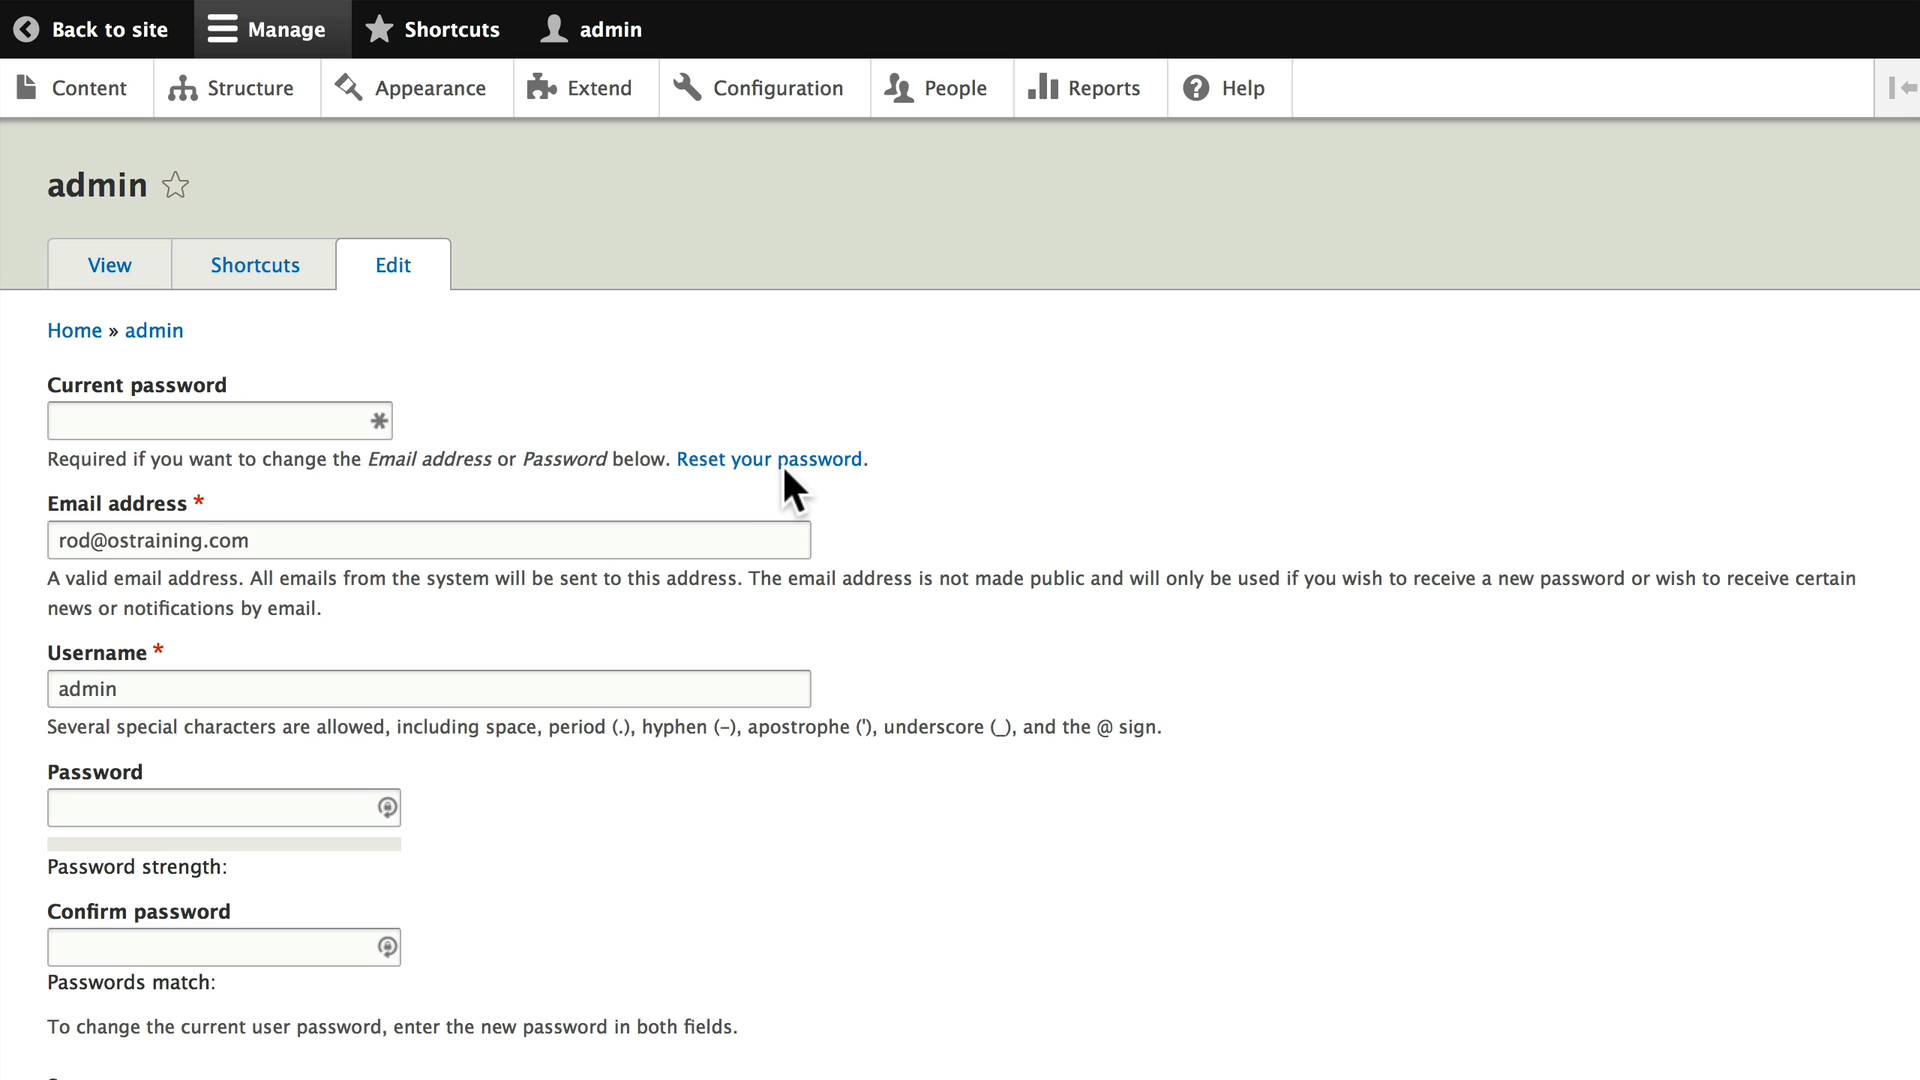 Back to site Manage Shortcuts admin
Content Structure Appearance Extend Configuration People Reports Help
admin
View Shortcuts Edit
Home » admin
Current password
Required if you want to change the Email address or Password below. Reset your password.
Email address *
rod@ostraining.com
A valid email address. All emails from the system will be sent to this address. The email address is not made public and will only be used if you wish to receive a new password or wish to receive certain
news or notifications by email.
Username *
admin
Several special characters are allowed, including space, period (.), hyphen (-), apostrophe ('), underscore (_), and the @ sign.
Password
Password strength:
Confirm password
Passwords match:
To change the current user password, enter the new password in both fields.